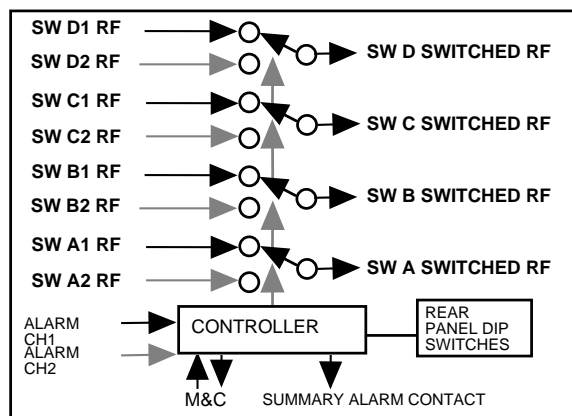 SW D1 RF
SW D2 RF
SW D SWITCHED RF
SW C1 RF
SW C SWITCHED RF
SW C2 RF
SW B1 RF
SW B SWITCHED RF
SW B2 RF
SW A1 RF
SW A SWITCHED RF
SW A2 RF
ALARM
CH1
ALARM
CH2
CONTROLLER
REAR
PANEL DIP
SWITCHES
M&C
SUMMARY ALARM CONTACT